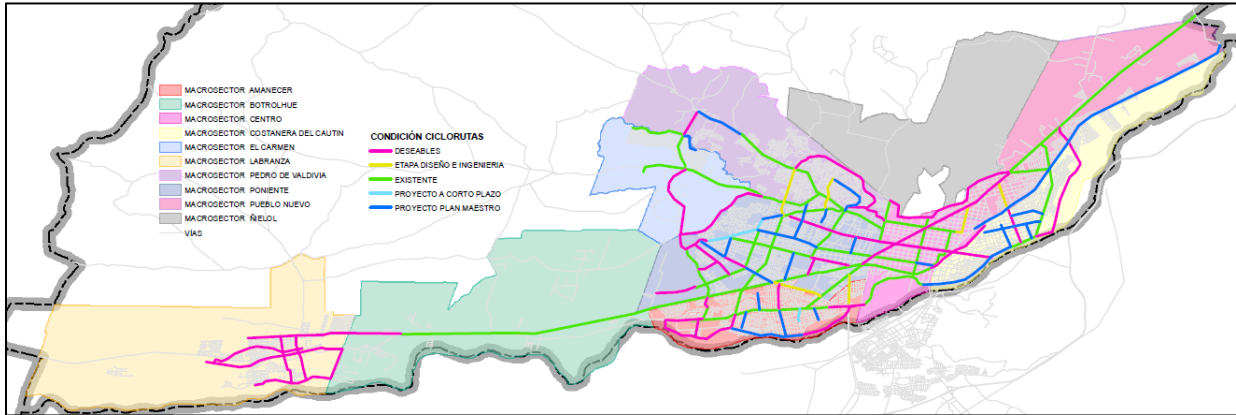 MACROSECTOR AMANECER
MACROSECTOR BOTROLHUE
MACROSECTOR CENTRO
MACROSECTOR COSTANERA DEL CAUTIN
MACROSECTOR EL CARMEN
MACROSECTOR LABRANZA
MACROSECTOR PEDRO DE VALDIVIA
MACROSECTOR PONIENTE
MACROSECTOR PUEBLO NUEVO
MACROSECTOR ÑIELOL
VÍAS
CONDICIÓN CICLORUTAS
DESEABLES
ETAPA DISEÑO E INGENIERIA
EXISTENTE
PROYECTO A CORTO PLAZO
PROYECTO PLAN MAESTRO